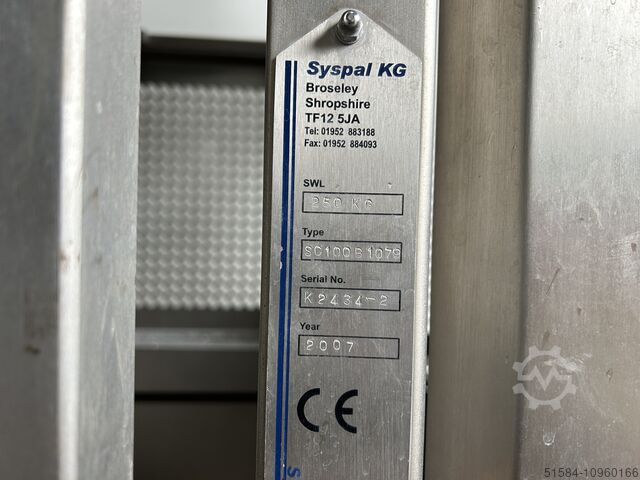 Syspal KG
Broseley
Shropshire
TF12 5JA
Tel: 01952 883188
Fax: 01952 884093
SWL
250 KG
Type
Serial No.
K2434-2
Year
2007
CE
S
51584-10960166